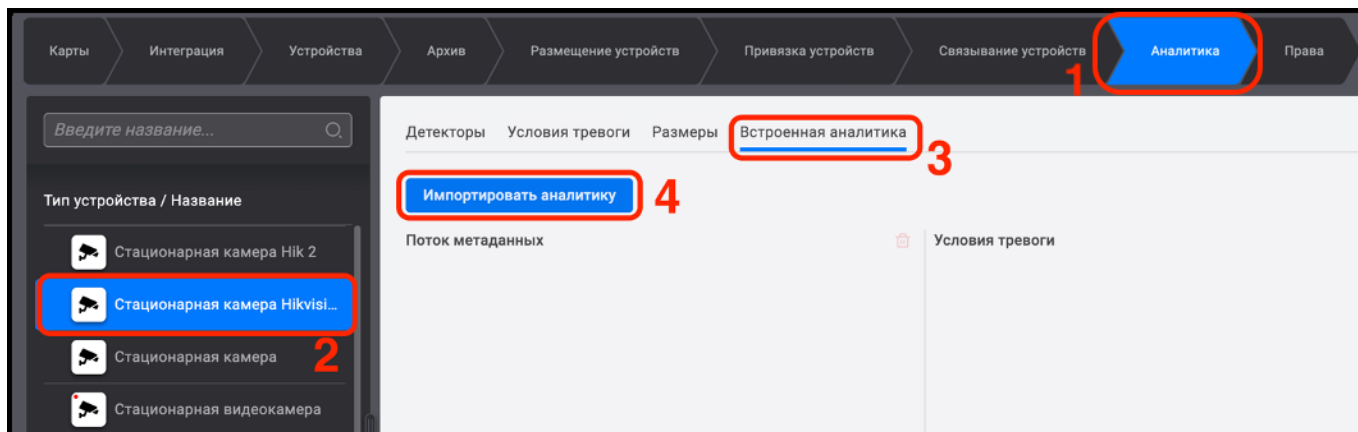 Карты Интеграция Устройства Архив Размещение устройств Привязка устройств Связывание устройств Аналитика Права
1
Введите название...
Детекторы Условия тревоги Размеры Встроенная аналитика
3
Тип устройства / Название
Импортировать аналитику
4
Поток метаданных Условия тревоги
Стационарная камера Hik 2
Стационарная камера Hikvisi...
Стационарная камера
2
Стационарная видеокамера